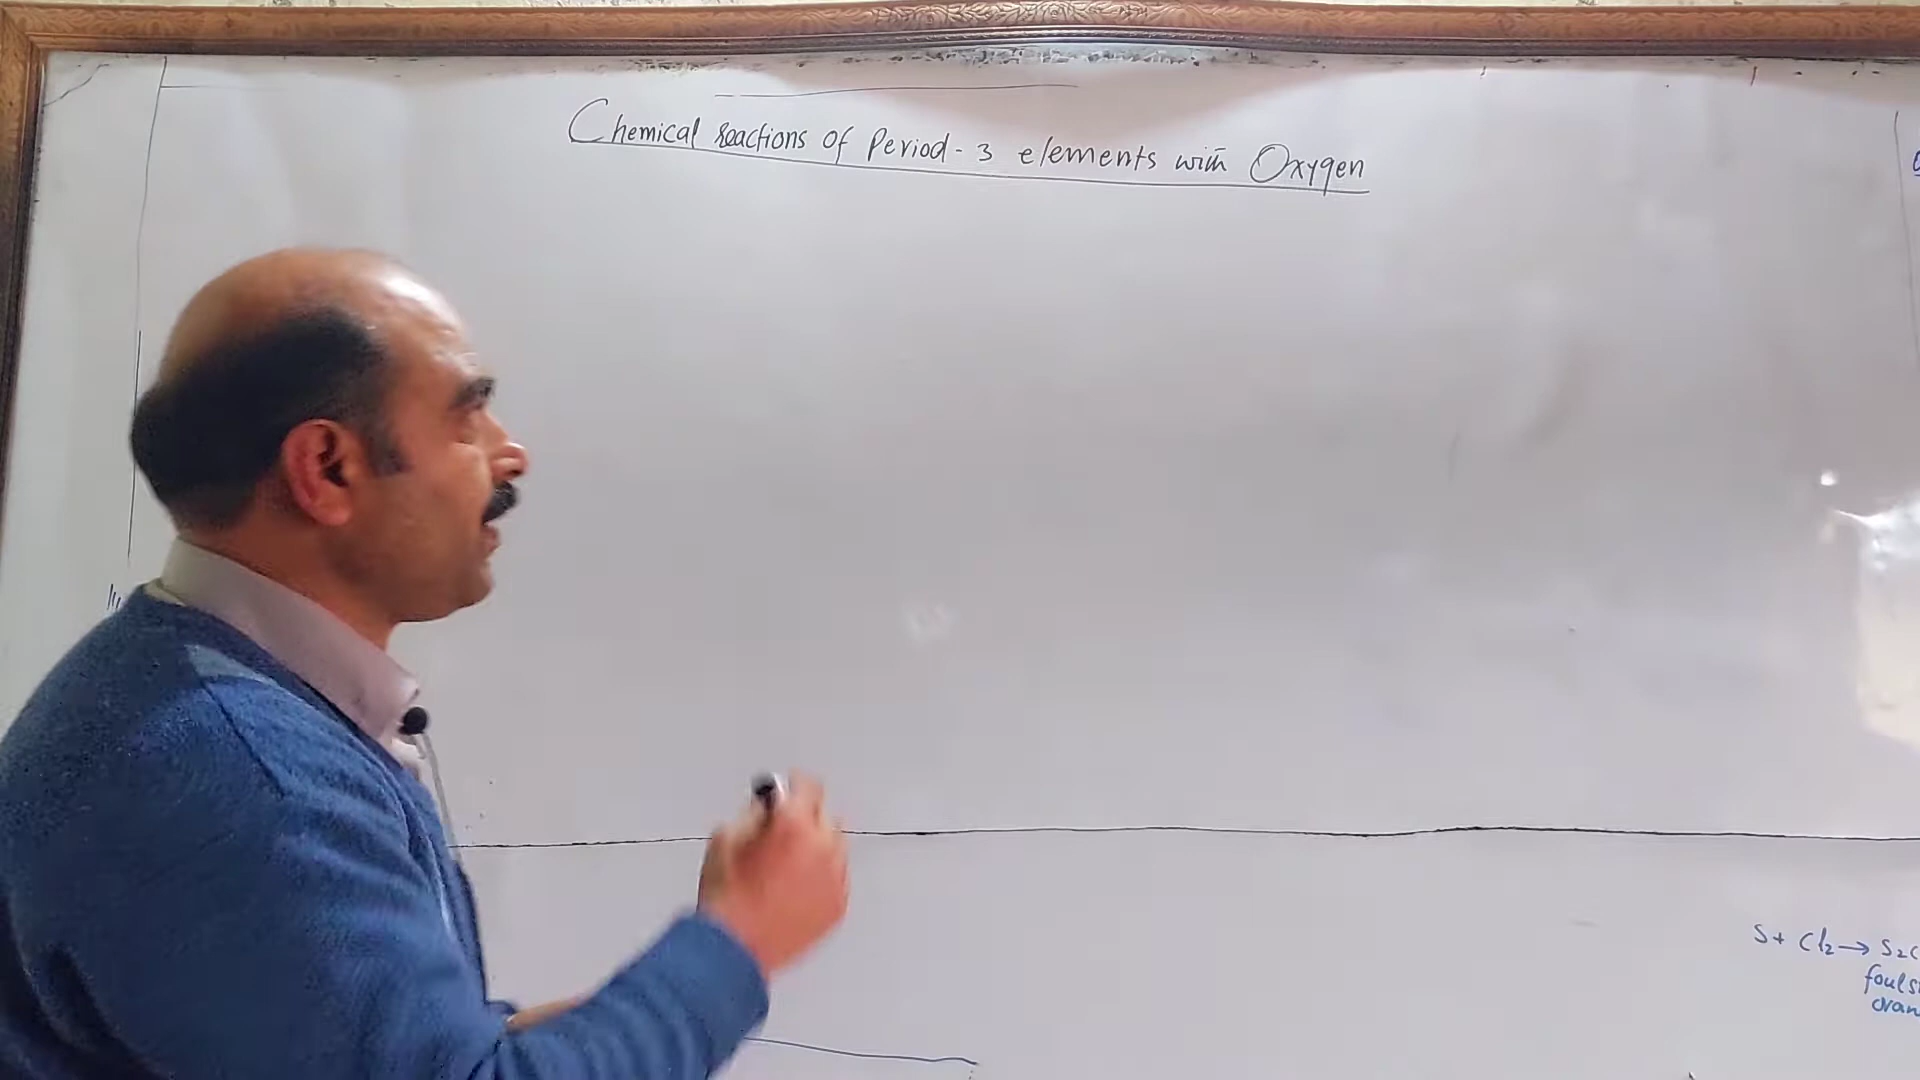 Chemical reactions of Period-3 elements with Oxygen
S + Cl₂ → S₂C
foul s
oran